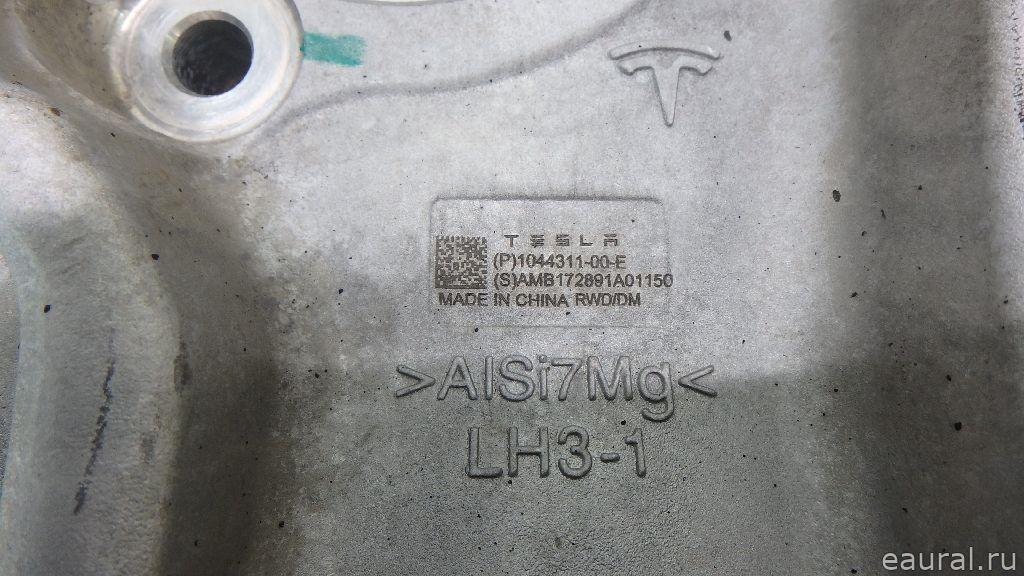 TESLA
(P)1044311-00-E
(S)AMB172891A01150
MADE IN CHINA RWD/DM
>AlSi7Mg<
LH3-1
eaural.ru